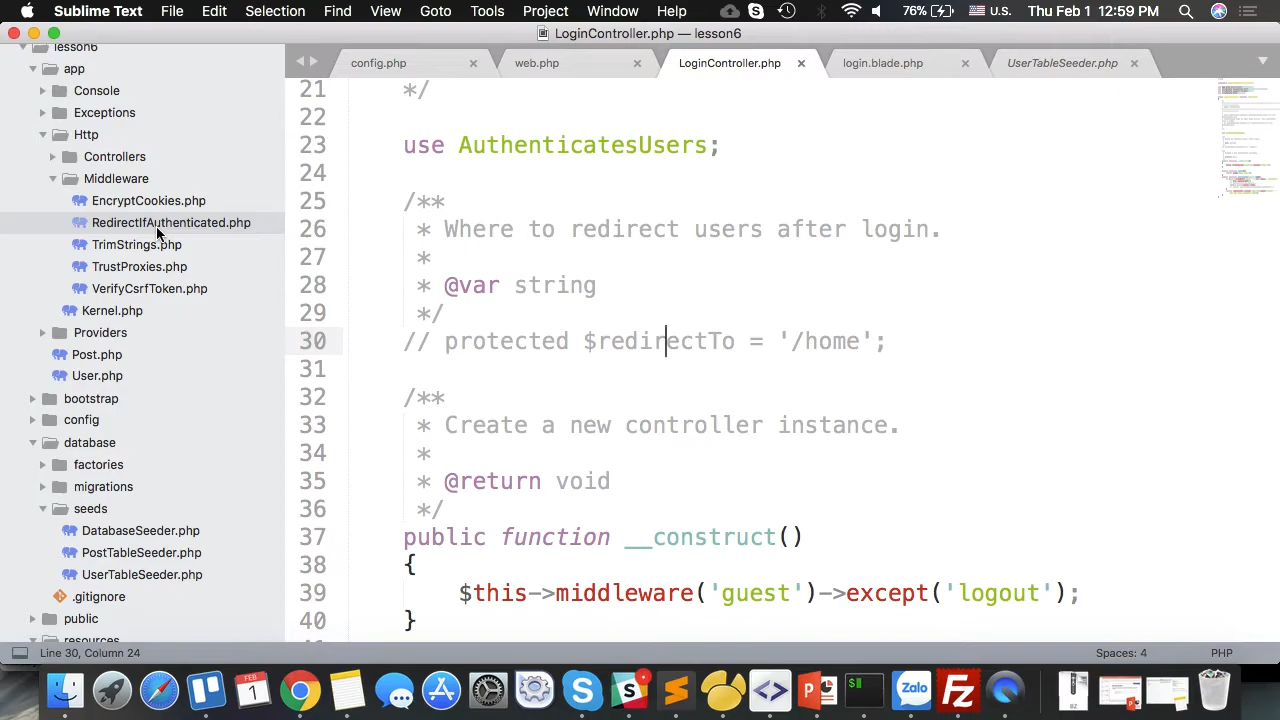 Sublime Text File Edit Selection Find View Goto Tools Project Window Help 76% U.S. Thu Feb 1 12:59 PM
LoginController.php — lesson6
lesson6
app
Console
Exceptions
Http
Controllers
Middleware
EncryptCookies.php
RedirectIfAuthenticated.php
TrimStrings.php
TrustProxies.php
VerifyCsrfToken.php
Kernel.php
Providers
Post.php
User.php
bootstrap
config
database
factories
migrations
seeds
DatabaseSeeder.php
PostTableSeeder.php
UserTableSeeder.php
.gitignore
public
resources
config.php web.php LoginController.php login.blade.php UserTableSeeder.php
21 */
22
23 use AuthenticatesUsers;
24
25 /**
26 * Where to redirect users after login.
27 *
28 * @var string
29 */
30 // protected $redirectTo = '/home';
31
32 /**
33 * Create a new controller instance.
34 *
35 * @return void
36 */
37 public function __construct()
38 {
39 $this->middleware('guest')->except('logout');
40 }
Line 30, Column 24 Spaces: 4 PHP
FEB
1
Zalo